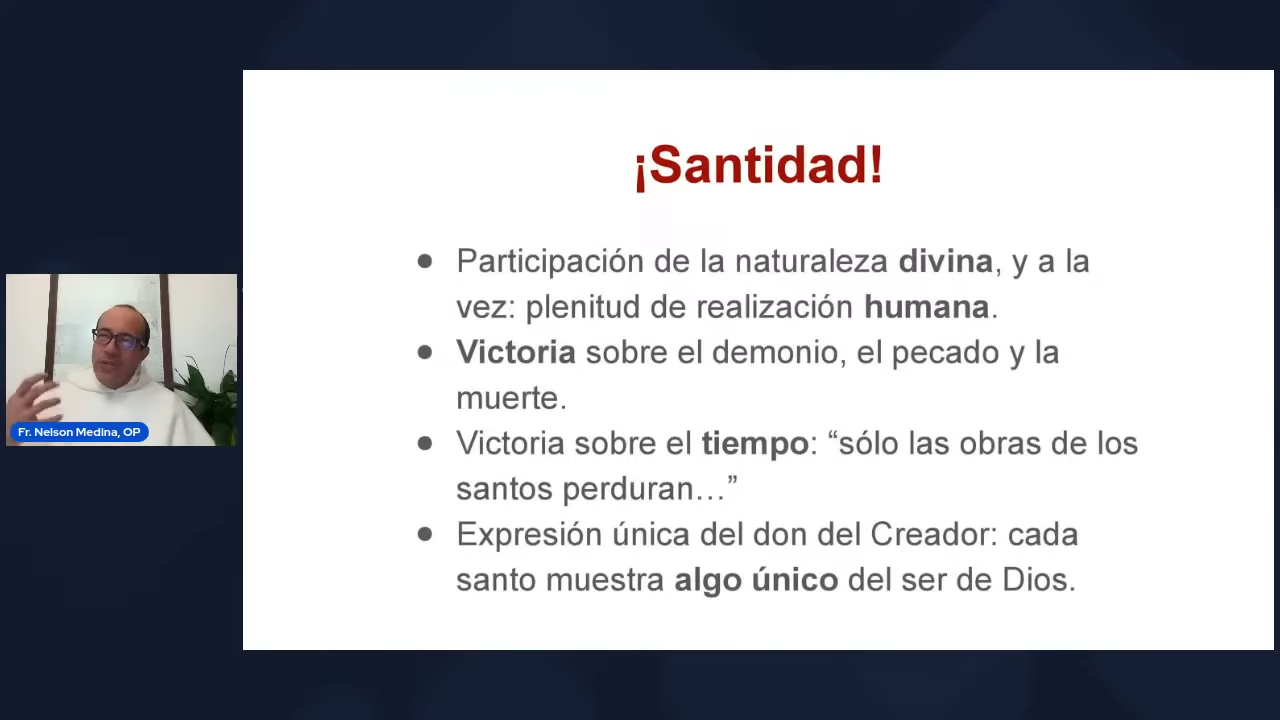 ¡Santidad!
● Participación de la naturaleza divina, y a la
vez: plenitud de realización humana.
● Victoria sobre el demonio, el pecado y la
muerte.
● Victoria sobre el tiempo: “sólo las obras de los
santos perduran…”
● Expresión única del don del Creador: cada
santo muestra algo único del ser de Dios.
Fr. Nelson Medina, OP